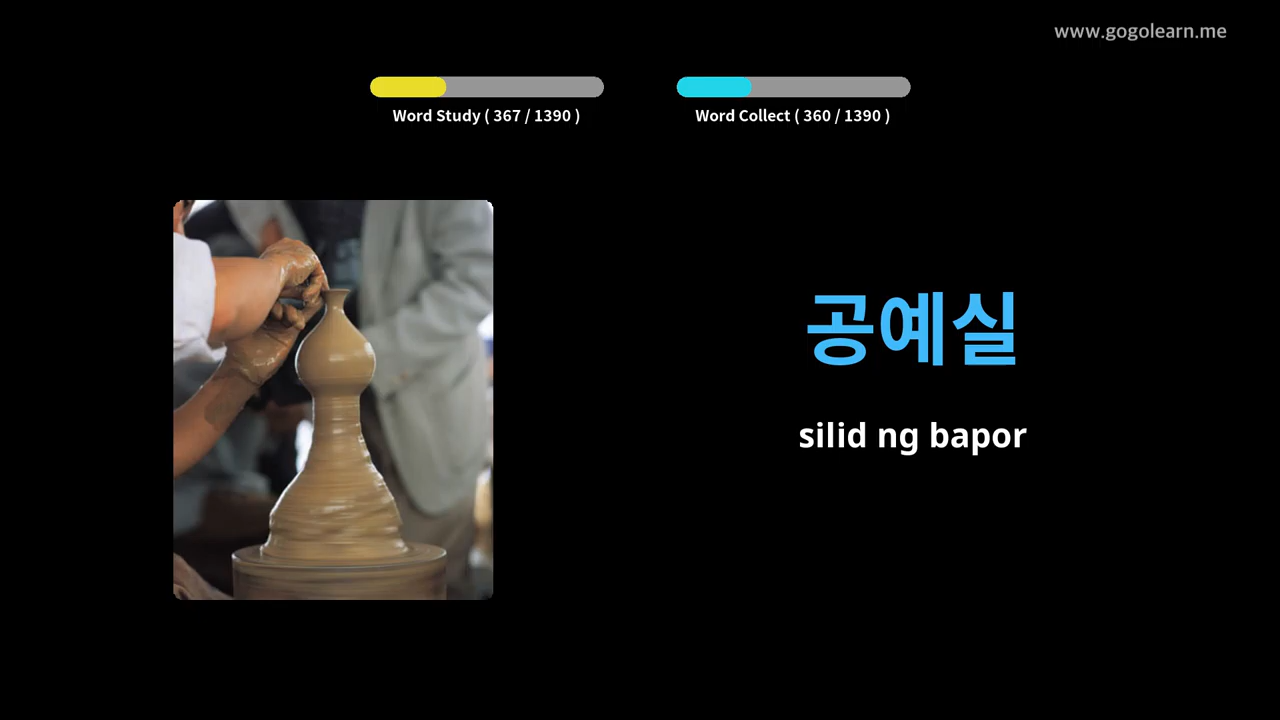 www.gogolearn.me
Word Study ( 367 / 1390 )
Word Collect ( 360 / 1390 )
공예실
silid ng bapor